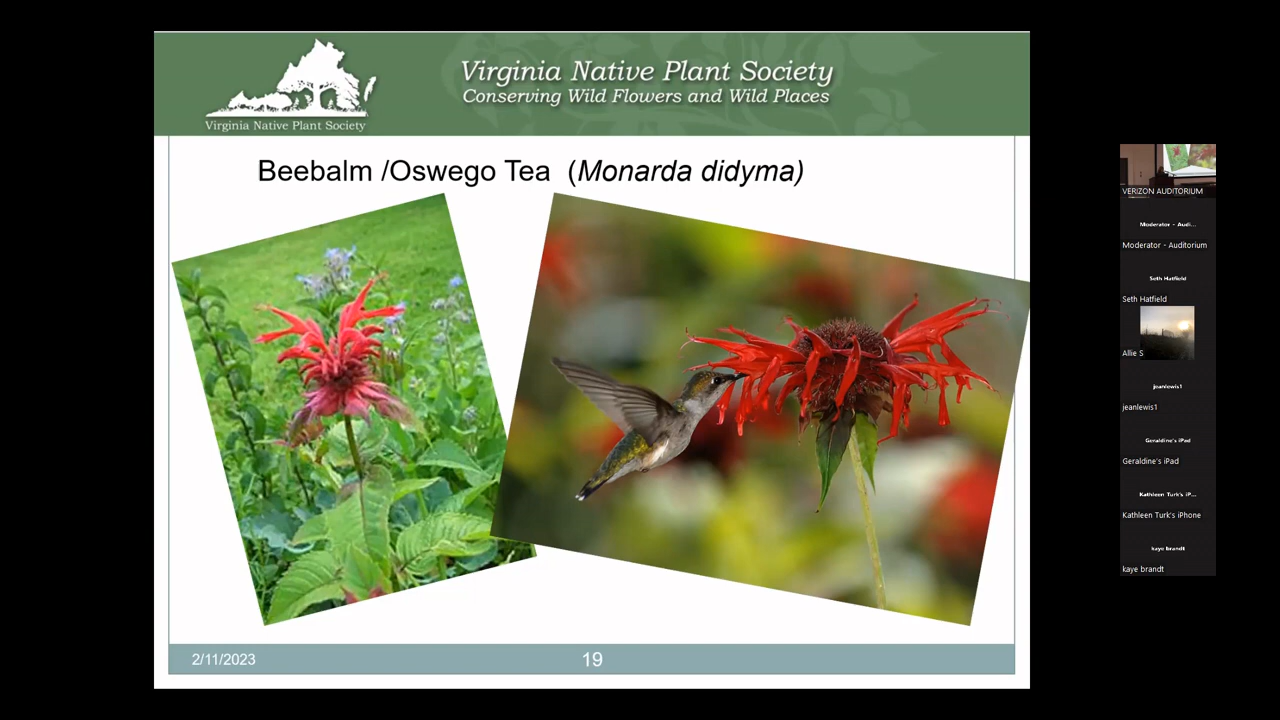 Virginia Native Plant Society
Conserving Wild Flowers and Wild Places
Virginia Native Plant Society
Beebalm /Oswego Tea (Monarda didyma)
2/11/2023
19
VERIZON AUDITORIUM
Moderator - Audi...
Moderator - Auditorium
Seth Hatfield
Seth Hatfield
Allie S
jeanlewis1
jeanlewis1
Geraldine's iPad
Geraldine's iPad
Kathleen Turk's iP...
Kathleen Turk's iPhone
kaye brandt
kaye brandt